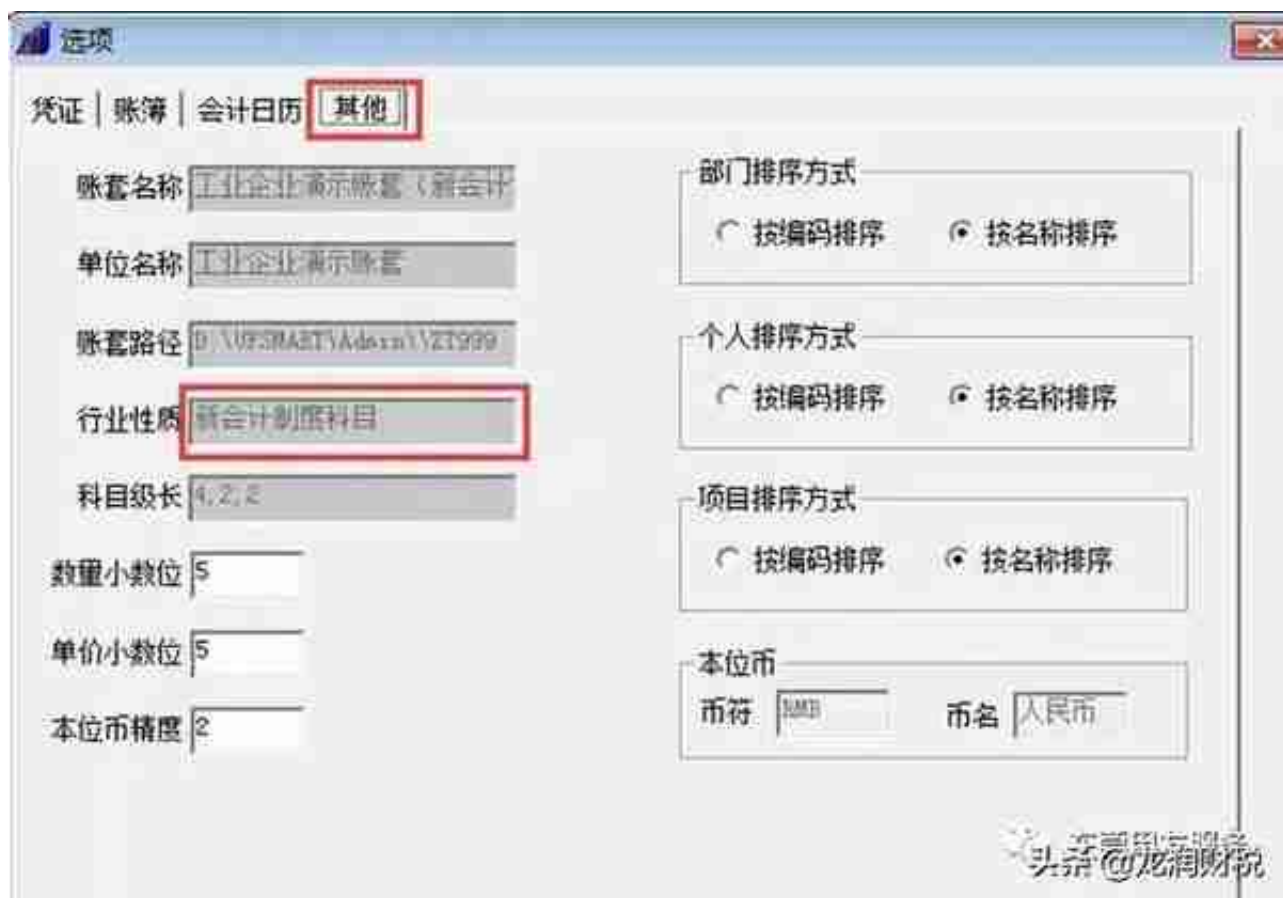 选项
凭证 账簿 会计日历 其他
账套名称 工业企业演示账套（新会计
单位名称 工业企业演示账套
账套路径 D:\UFSMART\Admin\\ZT999
行业性质 新会计制度科目
科目级长 4,2,2
数量小数位 5
单价小数位 5
本位币精度 2
部门排序方式
按编码排序 按名称排序
个人排序方式
按编码排序 按名称排序
项目排序方式
按编码排序 按名称排序
本位币
币符 RMB 币名 人民币
头条 @龙润财税